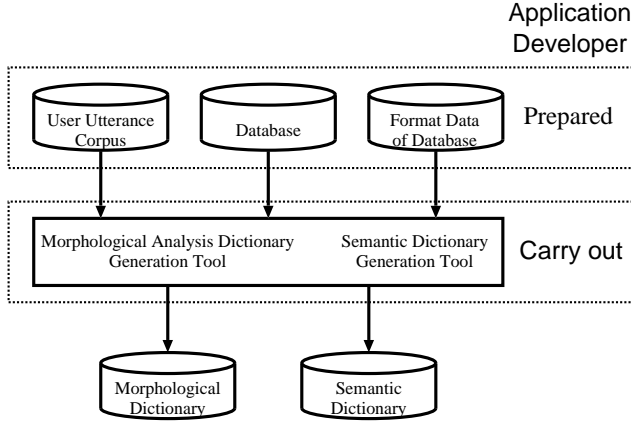 Application
Developer
User Utterance
Corpus
Database
Format Data
of Database
Prepared
Morphological Analysis Dictionary
Generation Tool
Semantic Dictionary
Generation Tool
Carry out
Morphological
Dictionary
Semantic
Dictionary